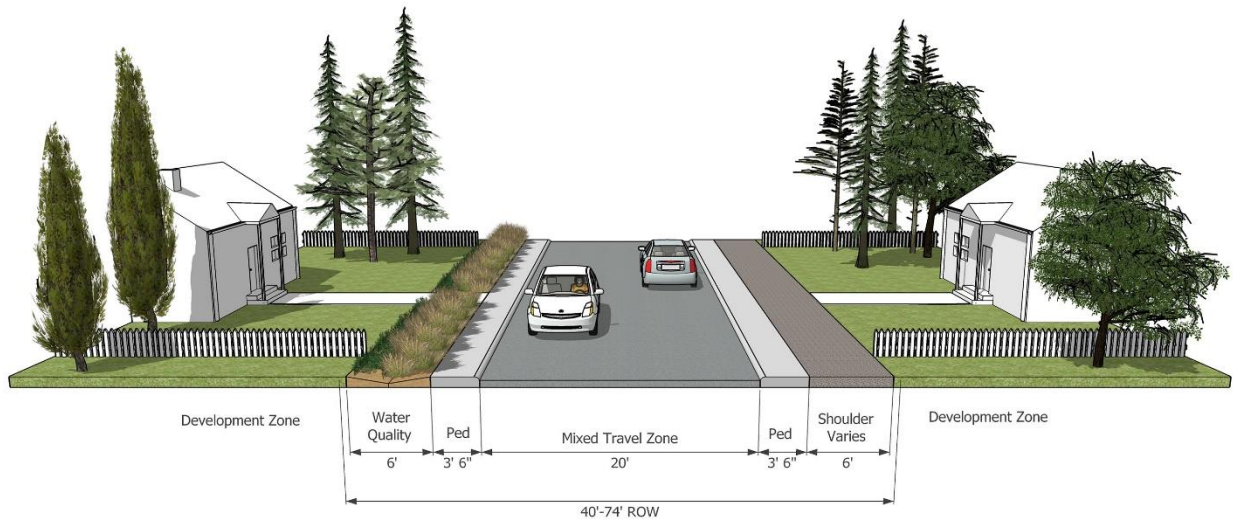 Development Zone
Water
Quality
6'
Ped
3' 6"
Mixed Travel Zone
20'
Ped
3' 6"
Shoulder
Varies
6'
Development Zone
40'-74' ROW